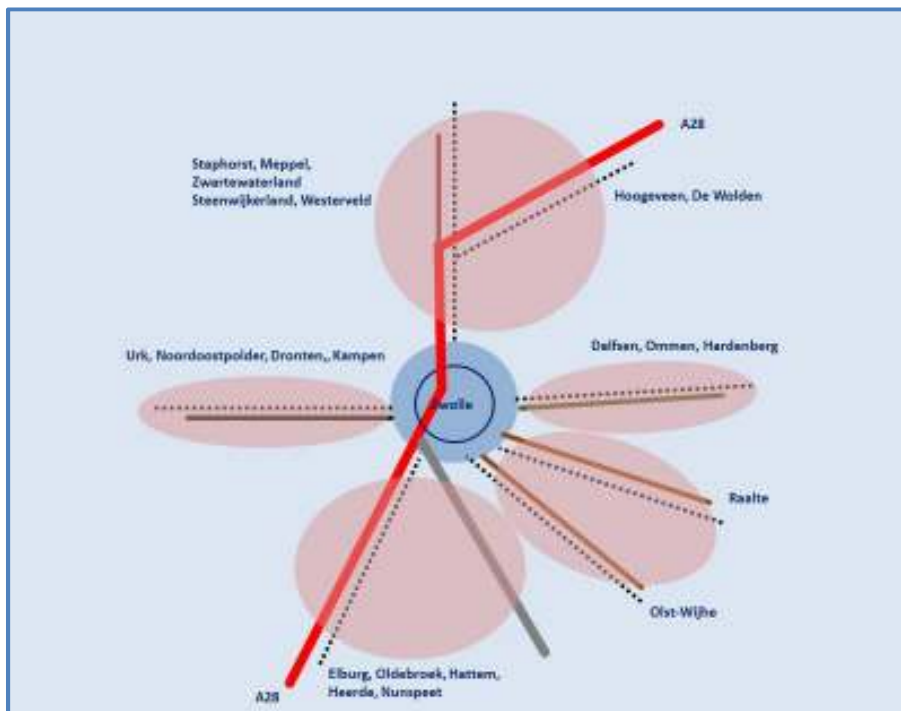 A28
Staphorst, Meppel,
Zwartewaterland
Steenwijkerland, Westerveld
Hoogeveen, De Wolden
Urk, Noordoostpolder, Dronten,, Kampen
Dalfsen, Ommen, Hardenberg
Zwolle
Raalte
Olst-Wijhe
Elburg, Oldebroek, Hattem,
Heerde, Nunspeet
A28